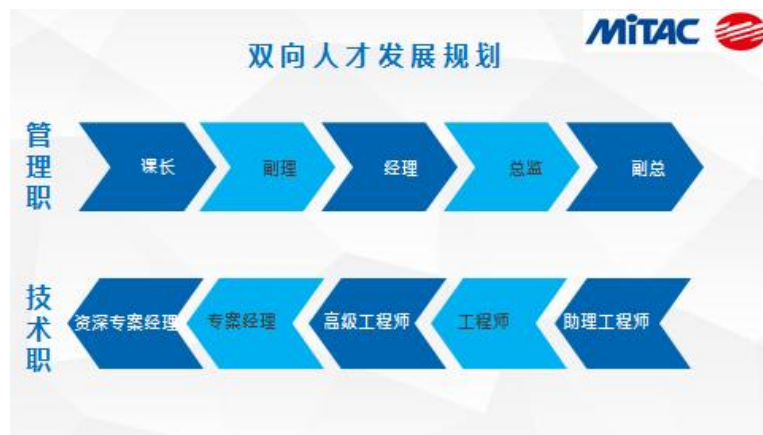 MiTAC
双向人才发展规划
管理职
课长
副理
经理
总监
副总
技术职
资深专案经理
专案经理
高级工程师
工程师
助理工程师